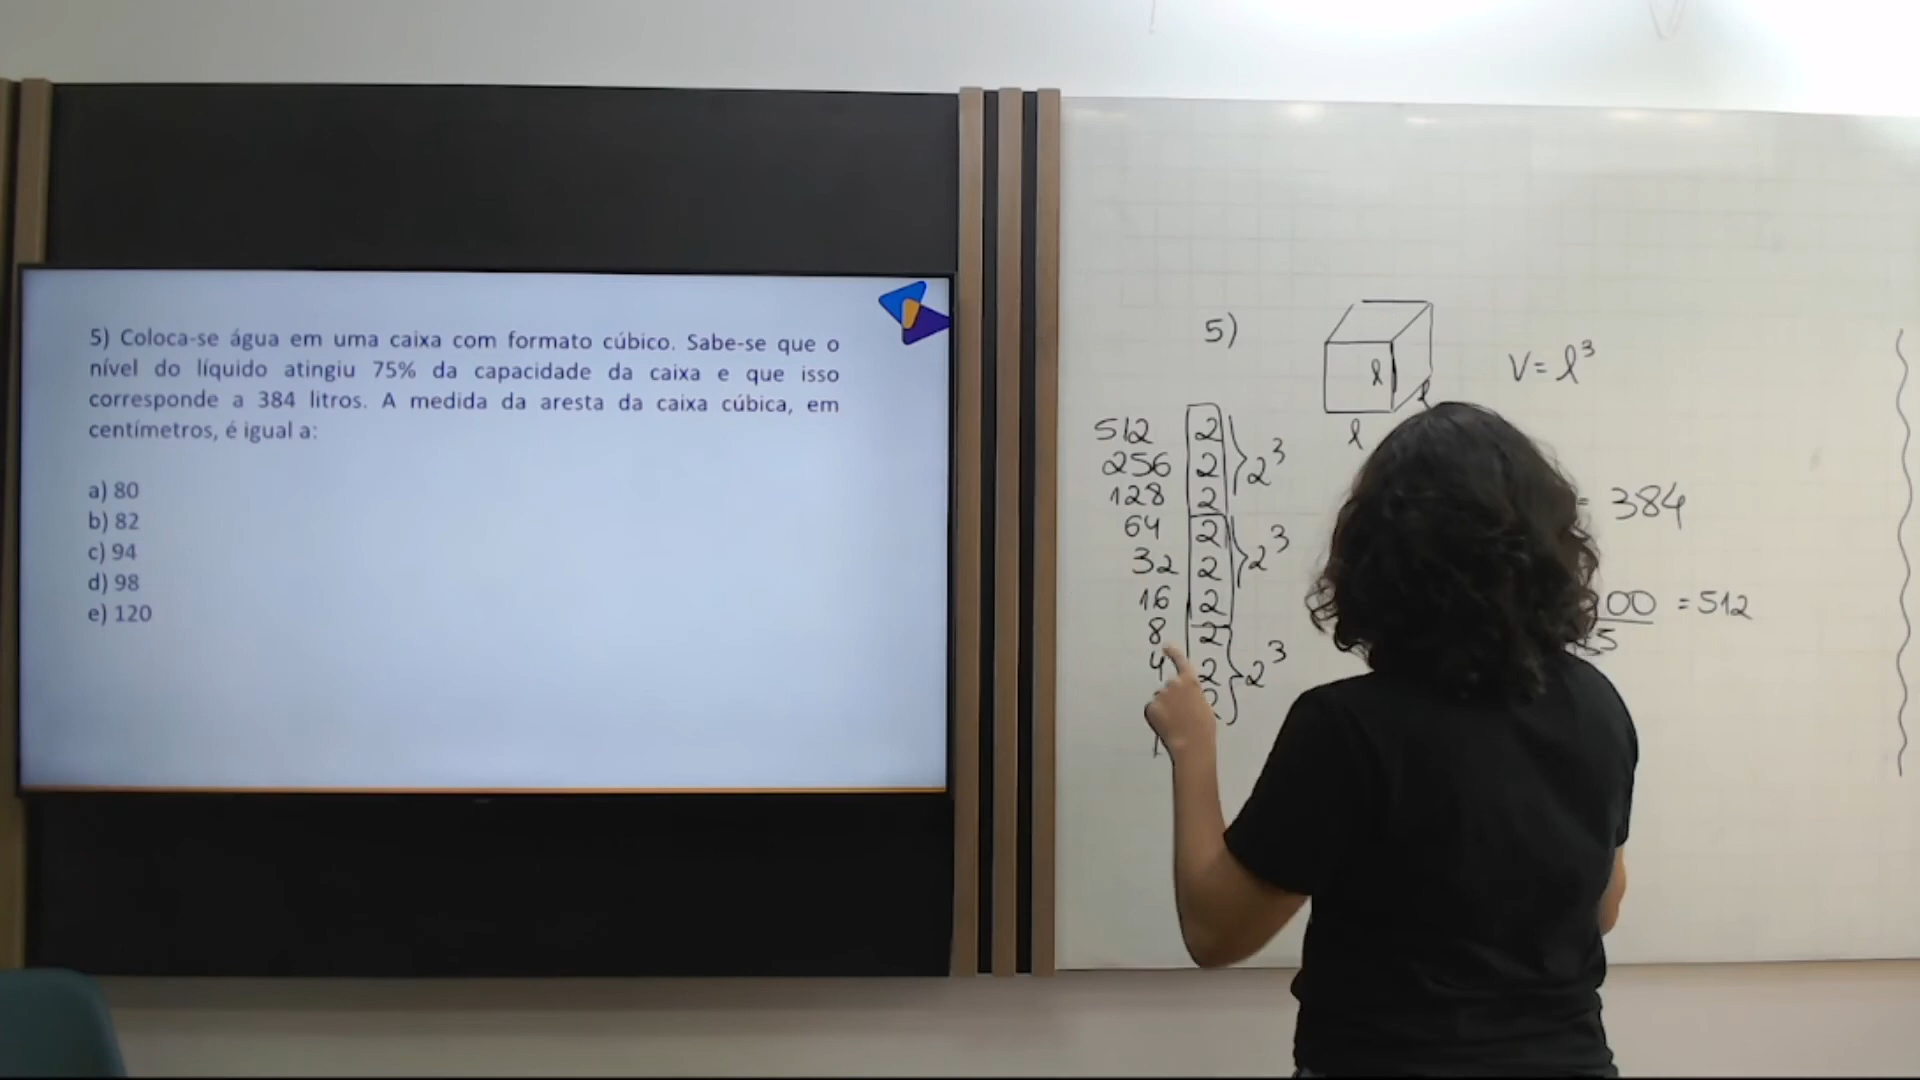 5) Coloca-se água em uma caixa com formato cúbico. Sabe-se que o
nível do líquido atingiu 75% da capacidade da caixa e que isso
corresponde a 384 litros. A medida da aresta da caixa cúbica, em
centímetros, é igual a:
a) 80
b) 82
c) 94
d) 98
e) 120
5)
l
l
l
V = l³
512 2
256 2
128 2
2³
64 2
32 2
16 2
2³
8 2
4 2
2³
1
= 384
100 = 512